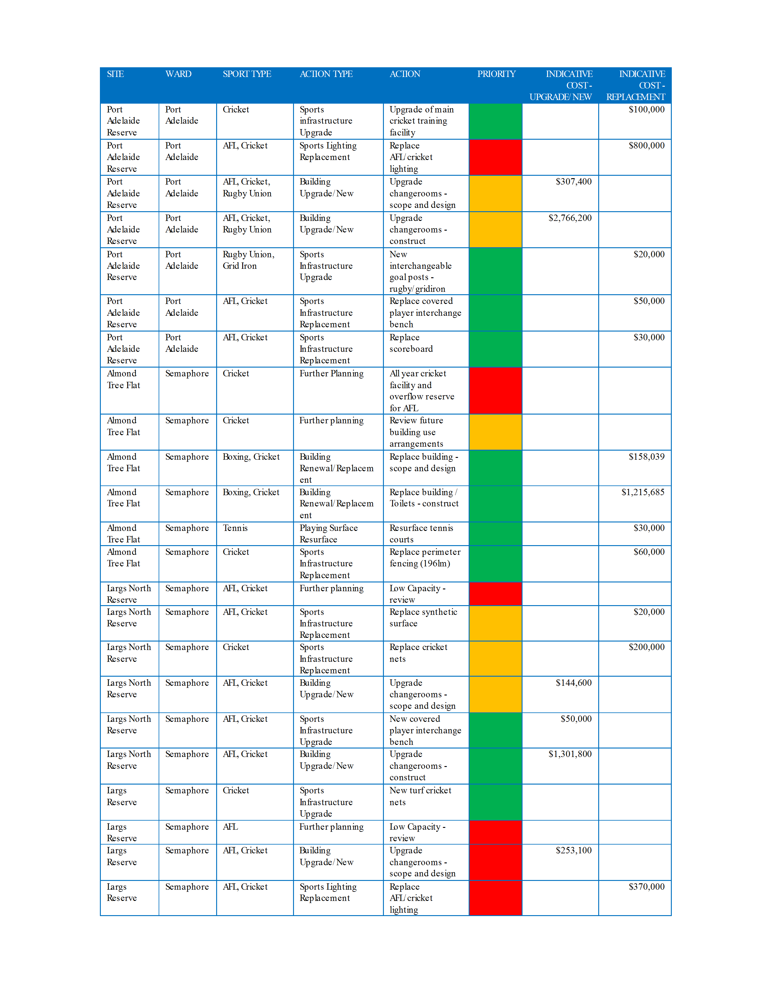 SITE WARD SPORT TYPE ACTION TYPE ACTION PRIORITY INDICATIVE COST - UPGRADE/ NEW INDICATIVE COST - REPLACEMENT
Port Adelaide Reserve Port Adelaide Cricket Sports infrastructure Upgrade Upgrade of main cricket training facility $100,000
Port Adelaide Reserve Port Adelaide AFL, Cricket Sports Lighting Replacement Replace AFL/cricket lighting $800,000
Port Adelaide Reserve Port Adelaide AFL, Cricket, Rugby Union Building Upgrade/New Upgrade changerooms - scope and design $307,400
Port Adelaide Reserve Port Adelaide AFL, Cricket, Rugby Union Building Upgrade/New Upgrade changerooms - construct $2,766,200
Port Adelaide Reserve Port Adelaide Rugby Union, Grid Iron Sports Infrastructure Upgrade New interchangeable goal posts - rugby/gridiron $20,000
Port Adelaide Reserve Port Adelaide AFL, Cricket Sports Infrastructure Replacement Replace covered player interchange bench $50,000
Port Adelaide Reserve Port Adelaide AFL, Cricket Sports Infrastructure Replacement Replace scoreboard $30,000
Almond Tree Flat Semaphore Cricket Further Planning All year cricket facility and overflow reserve for AFL
Almond Tree Flat Semaphore Cricket Further planning Review future building use arrangements
Almond Tree Flat Semaphore Boxing, Cricket Building Renewal/Replacement Replace building - scope and design $158,039
Almond Tree Flat Semaphore Boxing, Cricket Building Renewal/Replacement Replace building / Toilets - construct $1,215,685
Almond Tree Flat Semaphore Tennis Playing Surface Resurface Resurface tennis courts $30,000
Almond Tree Flat Semaphore Cricket Sports Infrastructure Replacement Replace perimeter fencing (196lm) $60,000
Largs North Reserve Semaphore AFL, Cricket Further planning Low Capacity - review
Largs North Reserve Semaphore AFL, Cricket Sports Infrastructure Replacement Replace synthetic surface $20,000
Largs North Reserve Semaphore Cricket Sports Infrastructure Replacement Replace cricket nets $200,000
Largs North Reserve Semaphore AFL, Cricket Building Upgrade/New Upgrade changerooms - scope and design $144,600
Largs North Reserve Semaphore AFL, Cricket Sports Infrastructure Upgrade New covered player interchange bench $50,000
Largs North Reserve Semaphore AFL, Cricket Building Upgrade/New Upgrade changerooms - construct $1,301,800
Largs Reserve Semaphore Cricket Sports Infrastructure Upgrade New turf cricket nets
Largs Reserve Semaphore AFL Further planning Low Capacity - review
Largs Reserve Semaphore AFL, Cricket Building Upgrade/New Upgrade changerooms - scope and design $253,100
Largs Reserve Semaphore AFL, Cricket Sports Lighting Replacement Replace AFL/cricket lighting $370,000